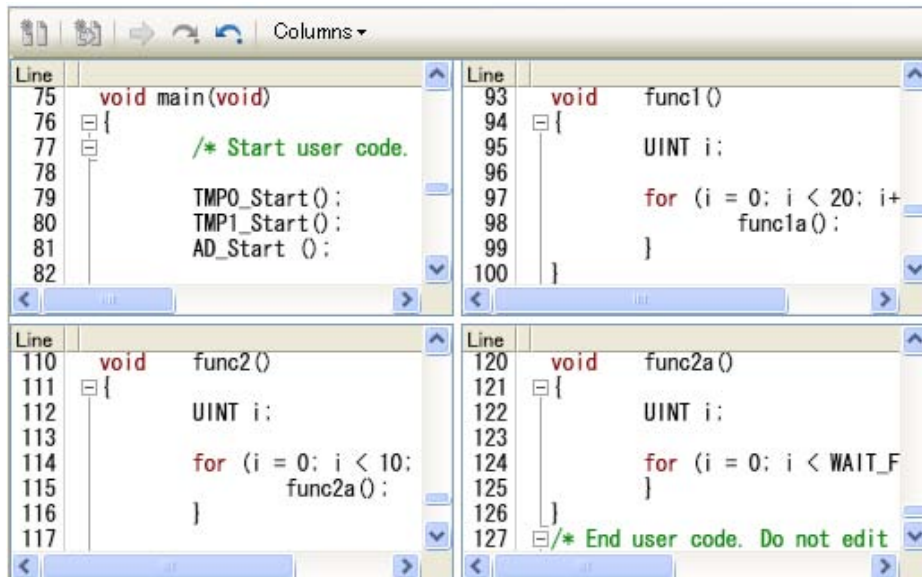 Columns
Line
75 void main(void)
76 {
77 /* Start user code.
78
79 TMP0_Start();
80 TMP1_Start();
81 AD_Start ();
82
Line
93 void func1()
94 {
95 UINT i;
96
97 for (i = 0; i < 20; i+
98 func1a();
99 }
100 }
Line
110 void func2()
111 {
112 UINT i;
113
114 for (i = 0; i < 10;
115 func2a();
116 }
117
Line
120 void func2a()
121 {
122 UINT i;
123
124 for (i = 0; i < WAIT_F
125 }
126 }
127 /* End user code. Do not edit